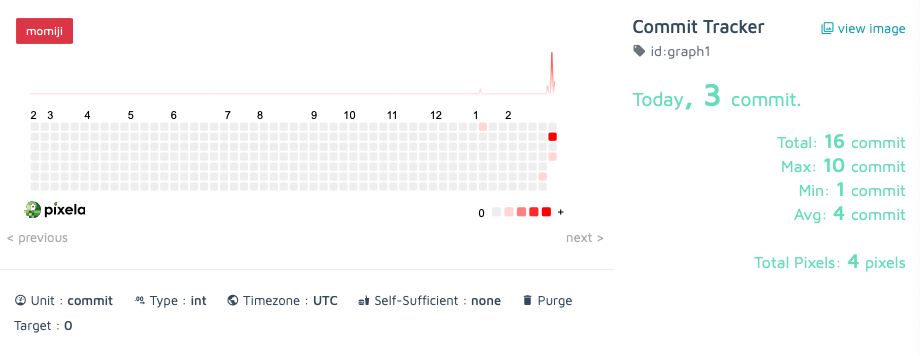 momiji
2 3 4 5 6 7 8 9 10 11 12 1 2
pixela
0 +
< previous
next >
Unit : commit
Type : int
Timezone : UTC
Self-Sufficient : none
Purge
Target : 0
Commit Tracker
view image
id:graph1
Today, 3 commit.
Total: 16 commit
Max: 10 commit
Min: 1 commit
Avg: 4 commit
Total Pixels: 4 pixels